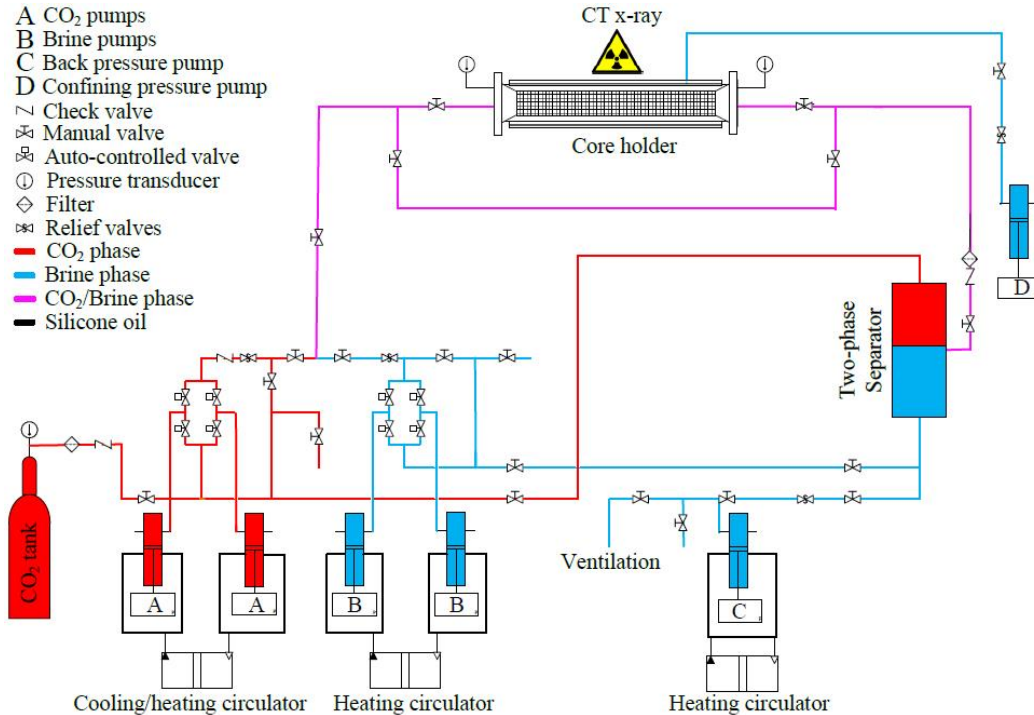 A CO₂ pumps
B Brine pumps
C Back pressure pump
D Confining pressure pump
Check valve
Manual valve
Auto-controlled valve
Pressure transducer
Filter
Relief valves
CO₂ phase
Brine phase
CO₂/Brine phase
Silicone oil
CT x-ray
Core holder
D
Two-phase
Separator
CO₂ tank
Ventilation
A
A
B
B
C
Cooling/heating circulator
Heating circulator
Heating circulator